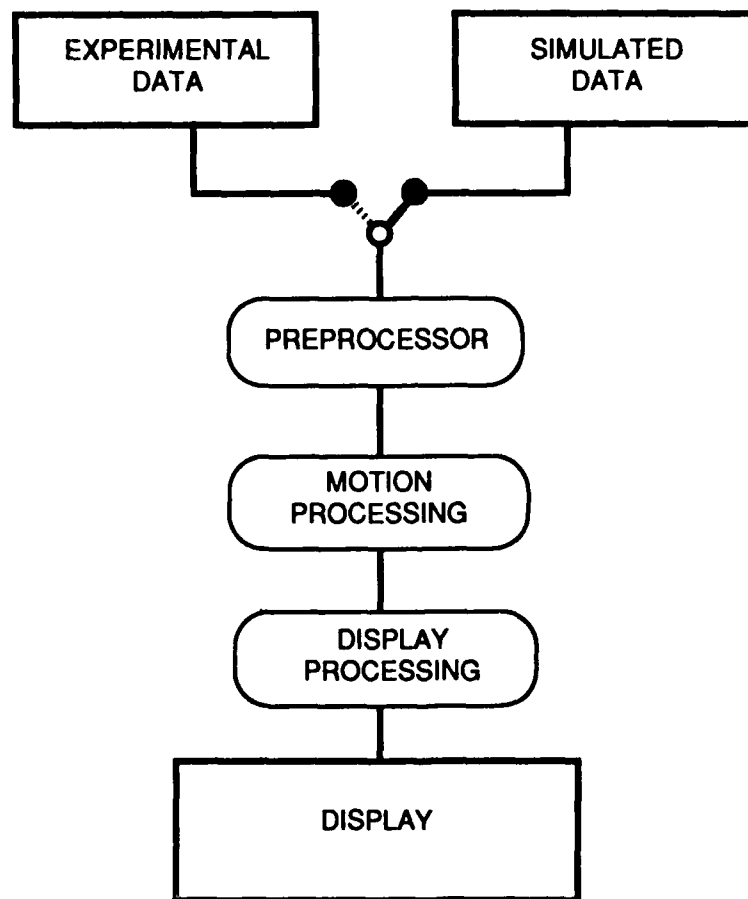 EXPERIMENTAL
DATA
SIMULATED
DATA
PREPROCESSOR
MOTION
PROCESSING
DISPLAY
PROCESSING
DISPLAY